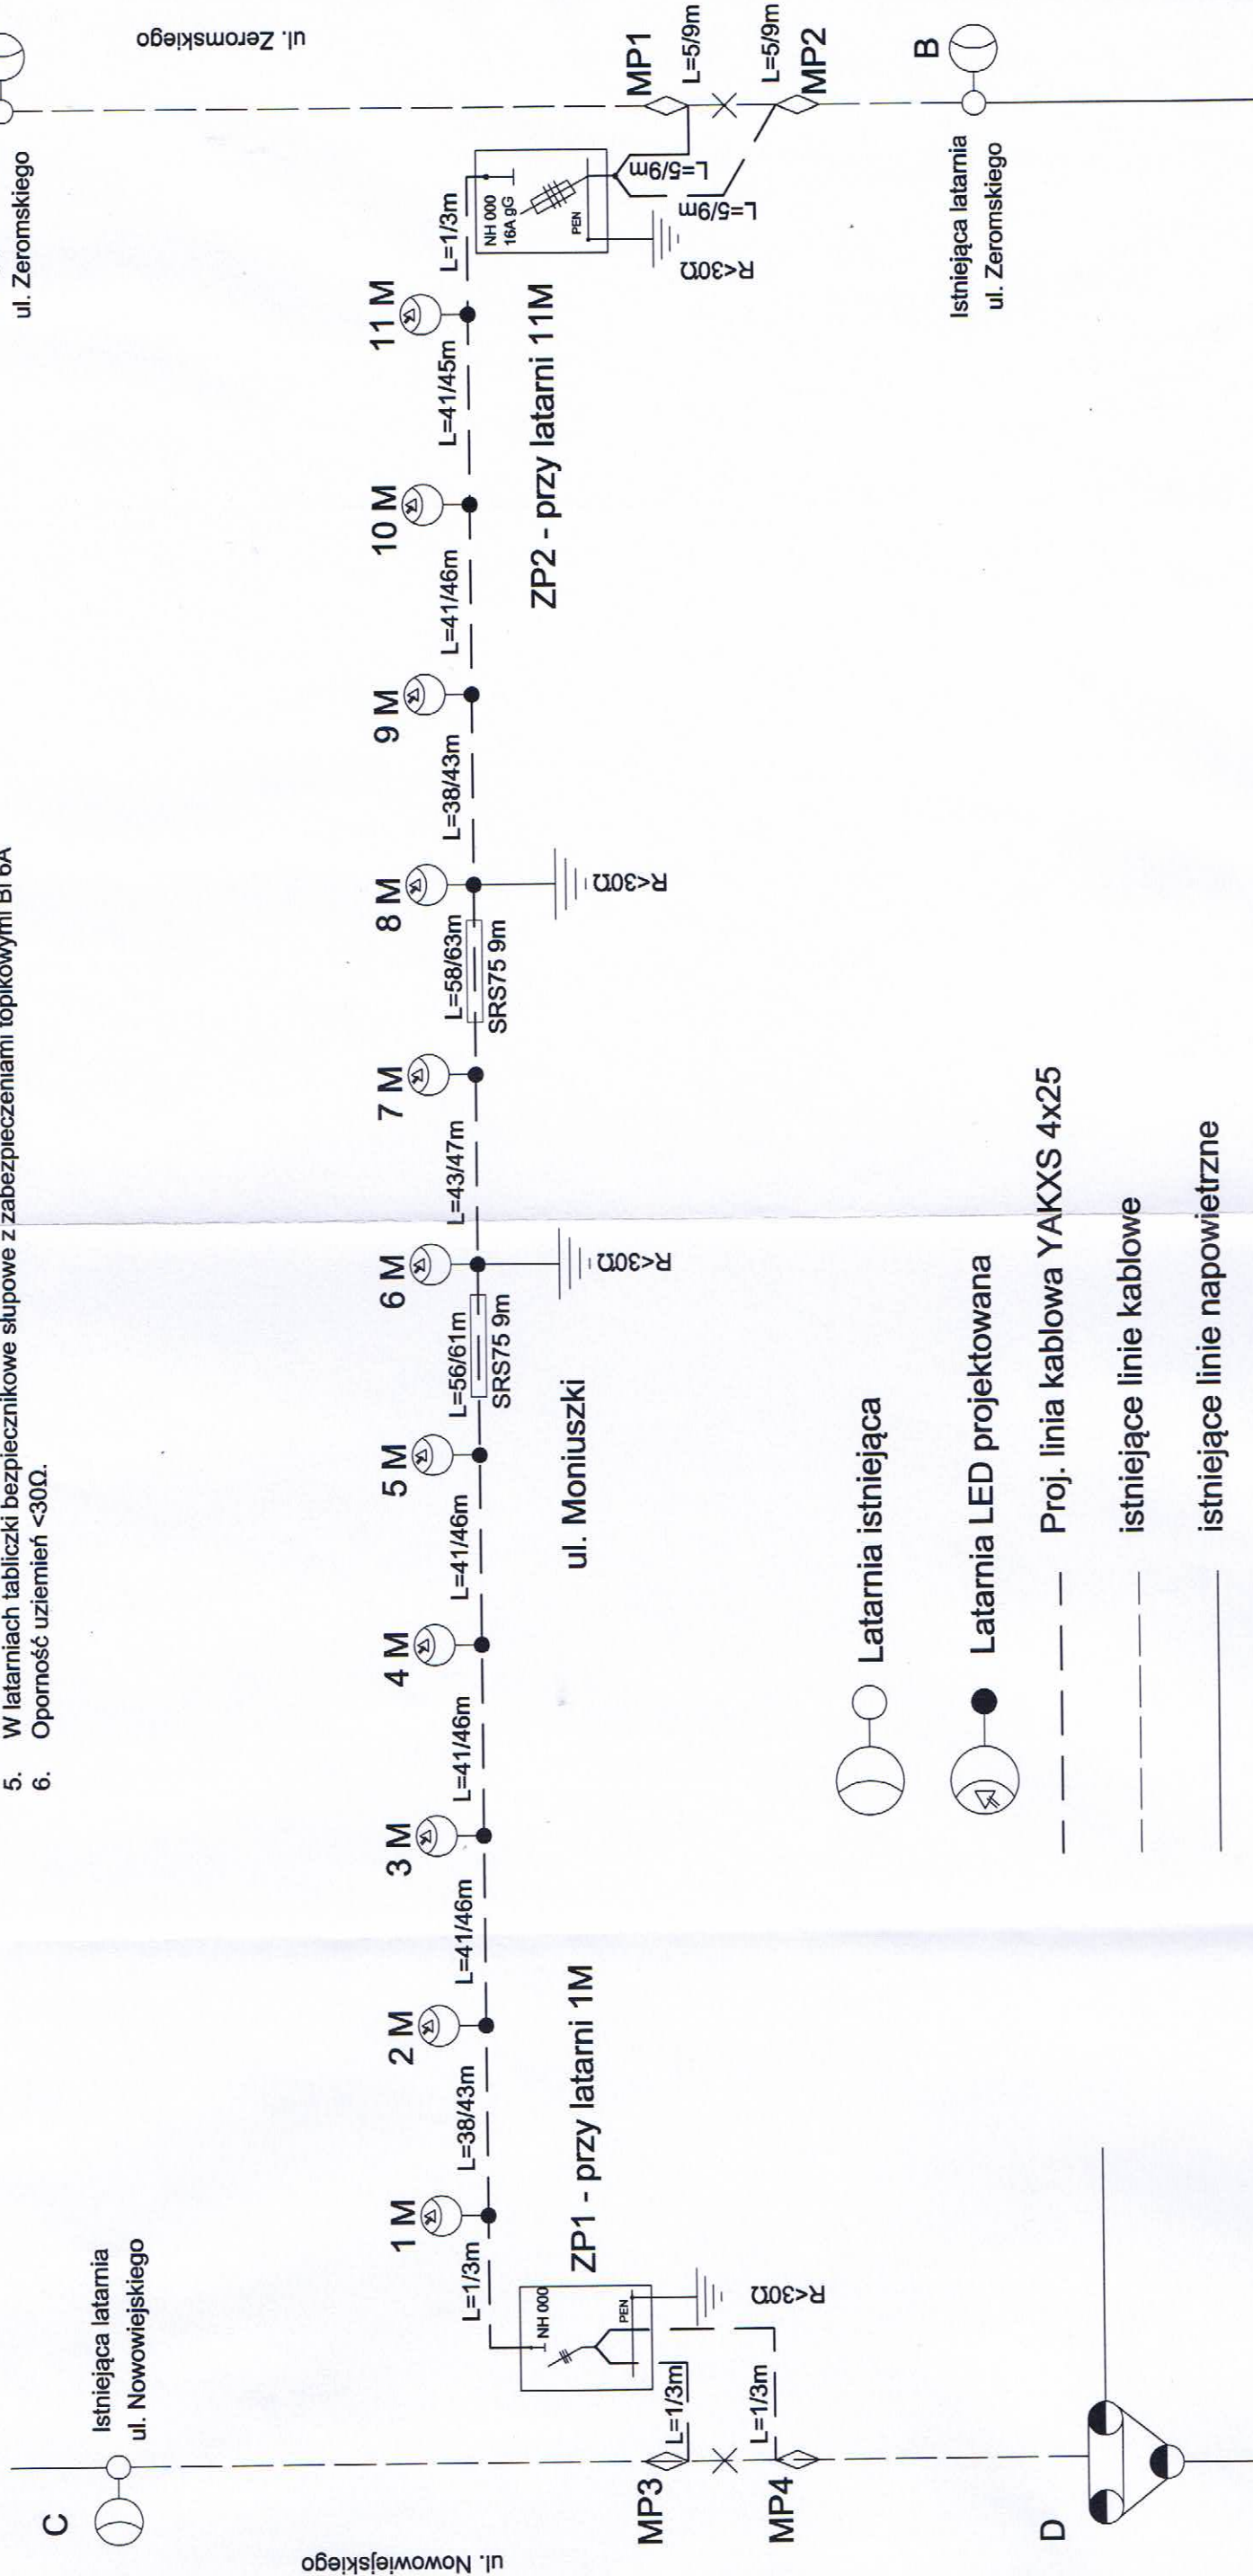 5. W latarniach tabliczki bezpiecznikowe słupowe z zabezpieczeniami topikowymi Bi 6A
6. Oporność uziemień <30Ω.
C
Istniejąca latarnia
ul. Nowowiejskiego
ul. Nowowiejskiego
ul. Zeromskiego
ul. Zeromskiego
1 M
2 M
3 M
4 M
5 M
6 M
7 M
8 M
9 M
10 M
11 M
L=1/3m
L=38/43m
L=41/46m
L=41/46m
L=41/46m
L=56/61m
L=43/47m
L=58/63m
L=38/43m
L=41/46m
L=41/45m
L=1/3m
SRS75 9m
SRS75 9m
NH 000
PEN
R<30Ω
R<30Ω
R<30Ω
NH 000
16A gG
PEN
R<30Ω
ZP1 - przy latarni 1M
ul. Moniuszki
ZP2 - przy latarni 11M
MP3
L=1/3m
L=1/3m
MP4
L=5/9m
L=5/9m
MP1
L=5/9m
L=5/9m
MP2
B
Istniejąca latarnia
ul. Zeromskiego
D
Latarnia istniejąca
Latarnia LED projektowana
Proj. linia kablowa YAKXS 4x25
istniejące linie kablowe
istniejące linie napowietrzne